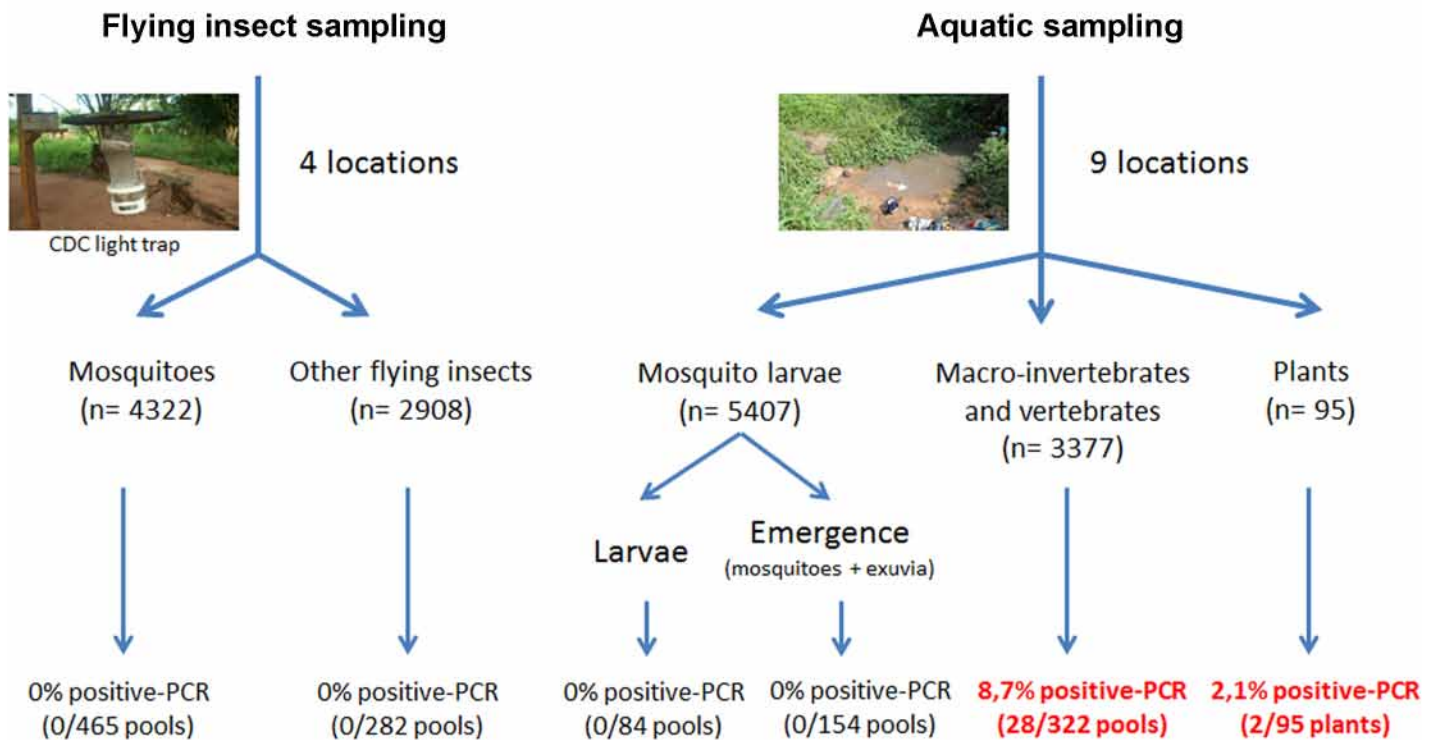 Flying insect sampling
Aquatic sampling
4 locations
9 locations
CDC light trap
Mosquitoes
(n= 4322)
Other flying insects
(n= 2908)
Mosquito larvae
(n= 5407)
Macro-invertebrates
and vertebrates
(n= 3377)
Plants
(n= 95)
Larvae
Emergence
(mosquitoes + exuvia)
0% positive-PCR
(0/465 pools)
0% positive-PCR
(0/282 pools)
0% positive-PCR
(0/84 pools)
0% positive-PCR
(0/154 pools)
8,7% positive-PCR
(28/322 pools)
2,1% positive-PCR
(2/95 plants)